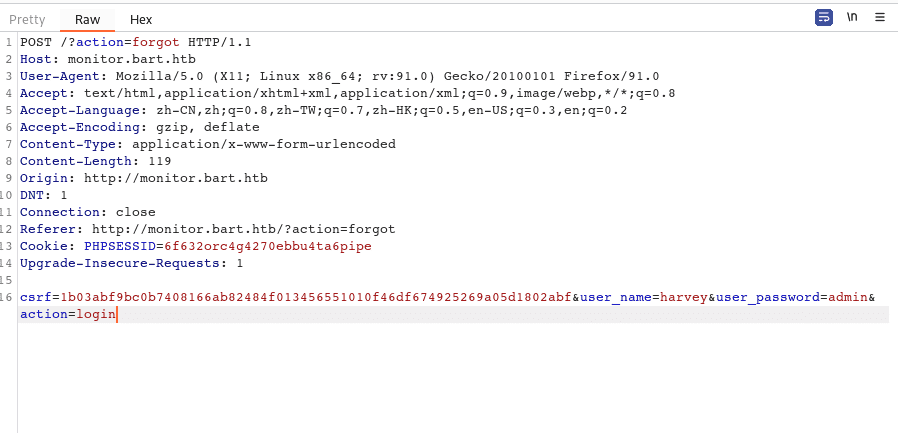 Pretty Raw Hex \n
1 POST /?action=forgot HTTP/1.1
2 Host: monitor.bart.htb
3 User-Agent: Mozilla/5.0 (X11; Linux x86_64; rv:91.0) Gecko/20100101 Firefox/91.0
4 Accept: text/html,application/xhtml+xml,application/xml;q=0.9,image/webp,*/*;q=0.8
5 Accept-Language: zh-CN,zh;q=0.8,zh-TW;q=0.7,zh-HK;q=0.5,en-US;q=0.3,en;q=0.2
6 Accept-Encoding: gzip, deflate
7 Content-Type: application/x-www-form-urlencoded
8 Content-Length: 119
9 Origin: http://monitor.bart.htb
10 DNT: 1
11 Connection: close
12 Referer: http://monitor.bart.htb/?action=forgot
13 Cookie: PHPSESSID=6f632orc4g4270ebbu4ta6pipe
14 Upgrade-Insecure-Requests: 1
15
16 csrf=1b03abf9bc0b7408166ab82484f013456551010f46df674925269a05d1802abf&user_name=harvey&user_password=admin&
action=login